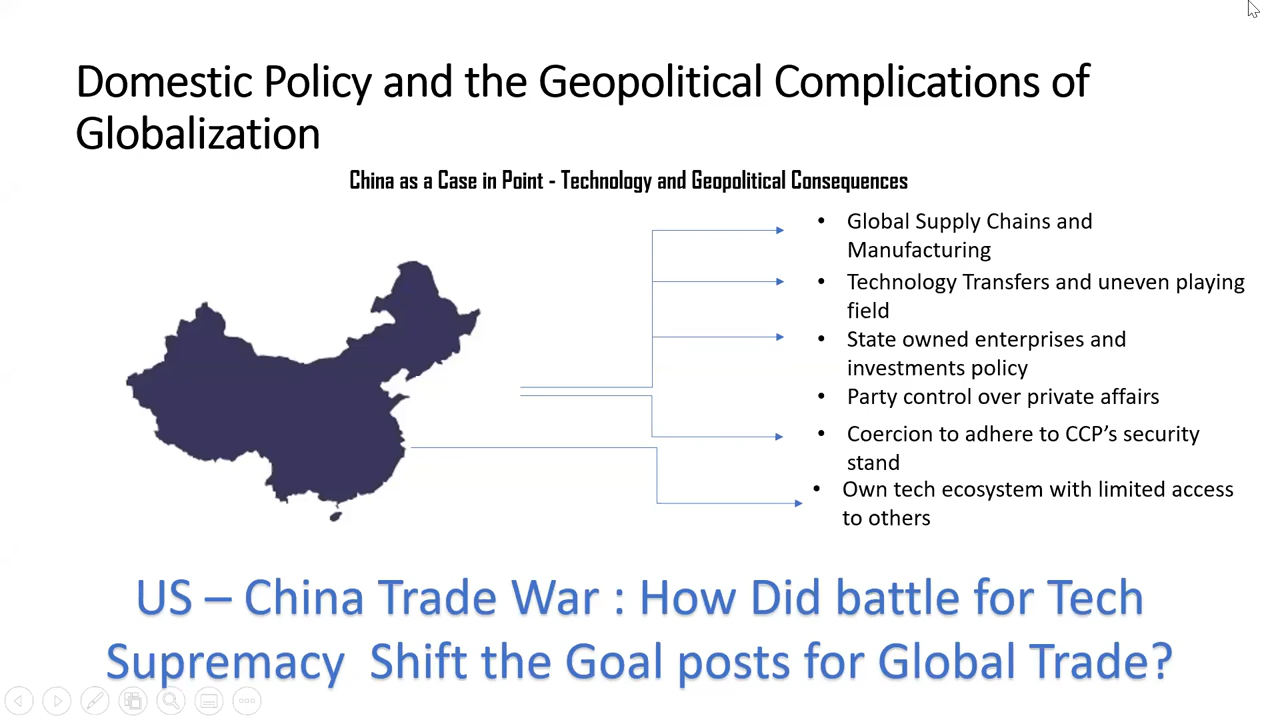 Domestic Policy and the Geopolitical Complications of
Globalization
China as a Case in Point - Technology and Geopolitical Consequences
• Global Supply Chains and
Manufacturing
• Technology Transfers and uneven playing
field
• State owned enterprises and
investments policy
• Party control over private affairs
• Coercion to adhere to CCP’s security
stand
• Own tech ecosystem with limited access
to others
US – China Trade War : How Did battle for Tech
Supremacy  Shift the Goal posts for Global Trade?